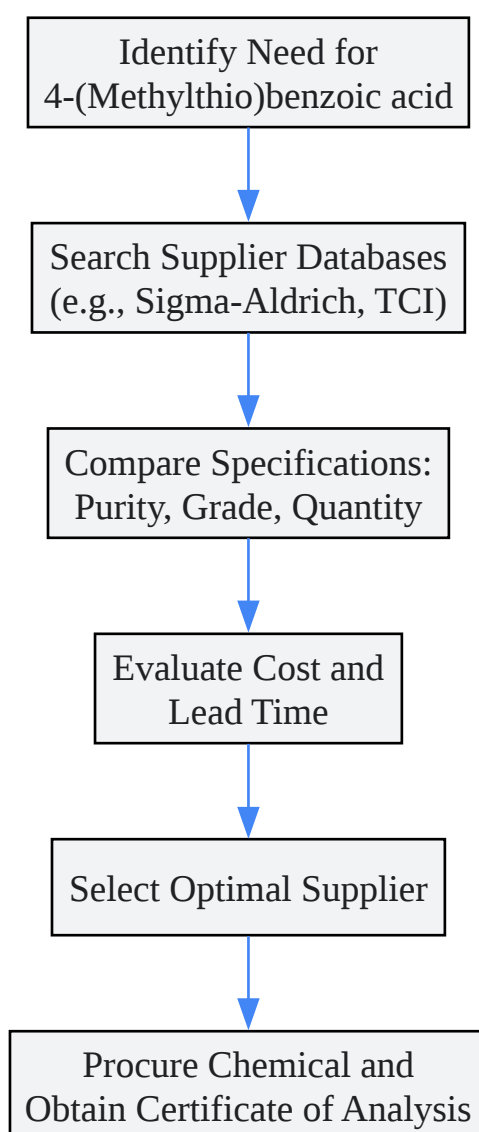 Identify Need for
4-(Methylthio)benzoic acid
Search Supplier Databases
(e.g., Sigma-Aldrich, TCI)
Compare Specifications:
Purity, Grade, Quantity
Evaluate Cost and
Lead Time
Select Optimal Supplier
Procure Chemical and
Obtain Certificate of Analysis